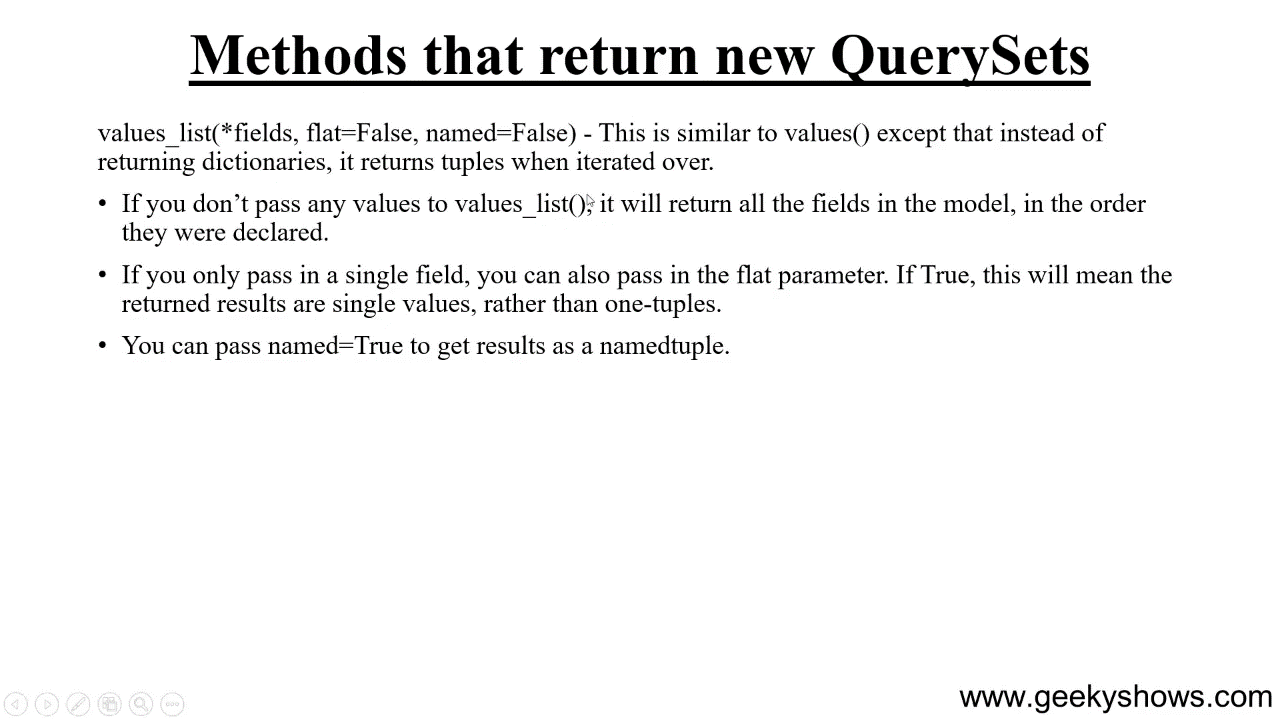 Methods that return new QuerySets
values_list(*fields, flat=False, named=False) - This is similar to values() except that instead of
returning dictionaries, it returns tuples when iterated over.
• If you don’t pass any values to values_list(), it will return all the fields in the model, in the order
they were declared.
• If you only pass in a single field, you can also pass in the flat parameter. If True, this will mean the
returned results are single values, rather than one-tuples.
• You can pass named=True to get results as a namedtuple.
www.geekyshows.com